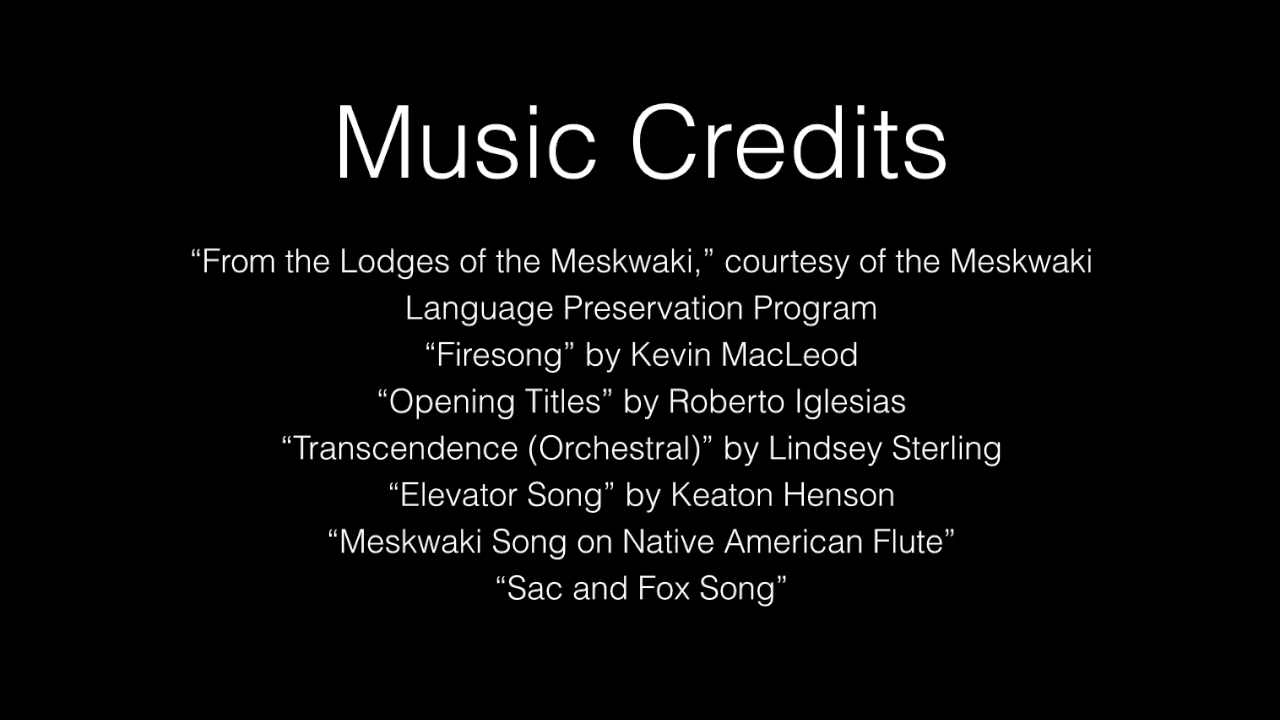 Music Credits
“From the Lodges of the Meskwaki,” courtesy of the Meskwaki
Language Preservation Program
“Firesong” by Kevin MacLeod
“Opening Titles” by Roberto Iglesias
“Transcendence (Orchestral)” by Lindsey Sterling
“Elevator Song” by Keaton Henson
“Meskwaki Song on Native American Flute”
“Sac and Fox Song”